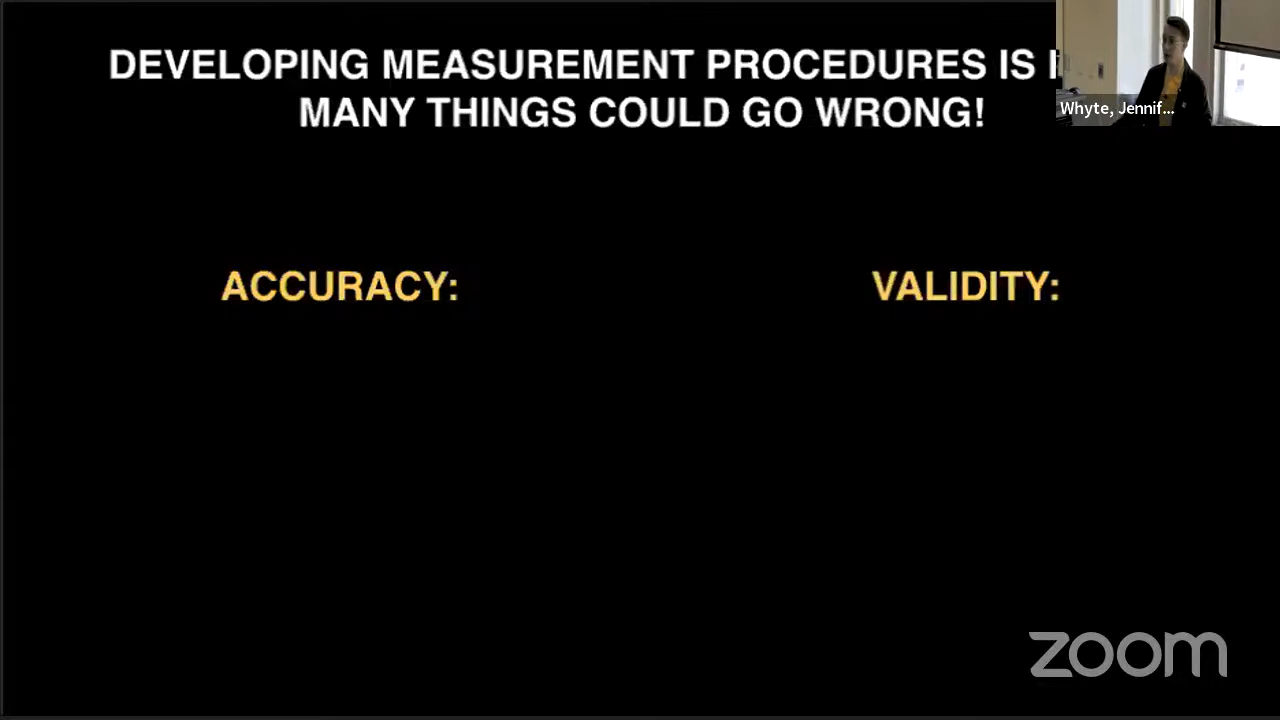 DEVELOPING MEASUREMENT PROCEDURES IS
MANY THINGS COULD GO WRONG!
Whyte, Jennif...
ACCURACY:
VALIDITY:
zoom